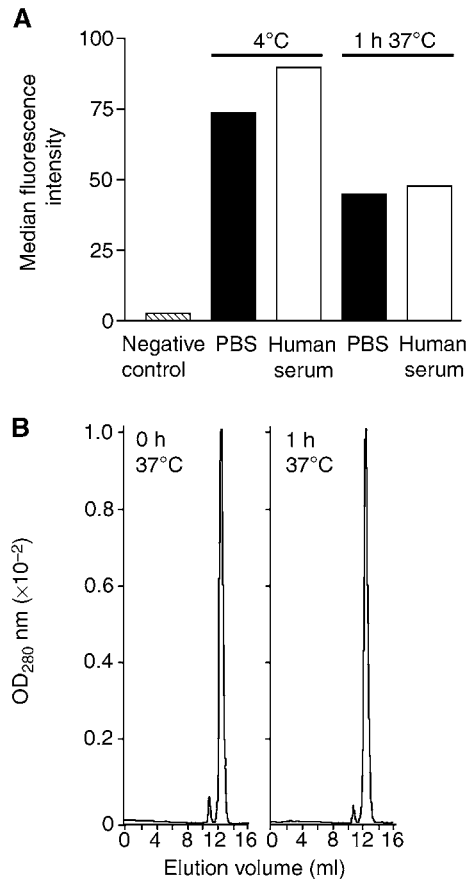 A
4°C
1 h 37°C
100
75
50
25
0
Median fluorescence
intensity
Negative
control
PBS
Human
serum
PBS
Human
serum
B
0 h
37°C
1 h
37°C
1.0
0.8
0.6
0.4
0.2
0
OD280 nm (×10−2)
0 4 8 12 16
0 4 8 12 16
Elution volume (ml)